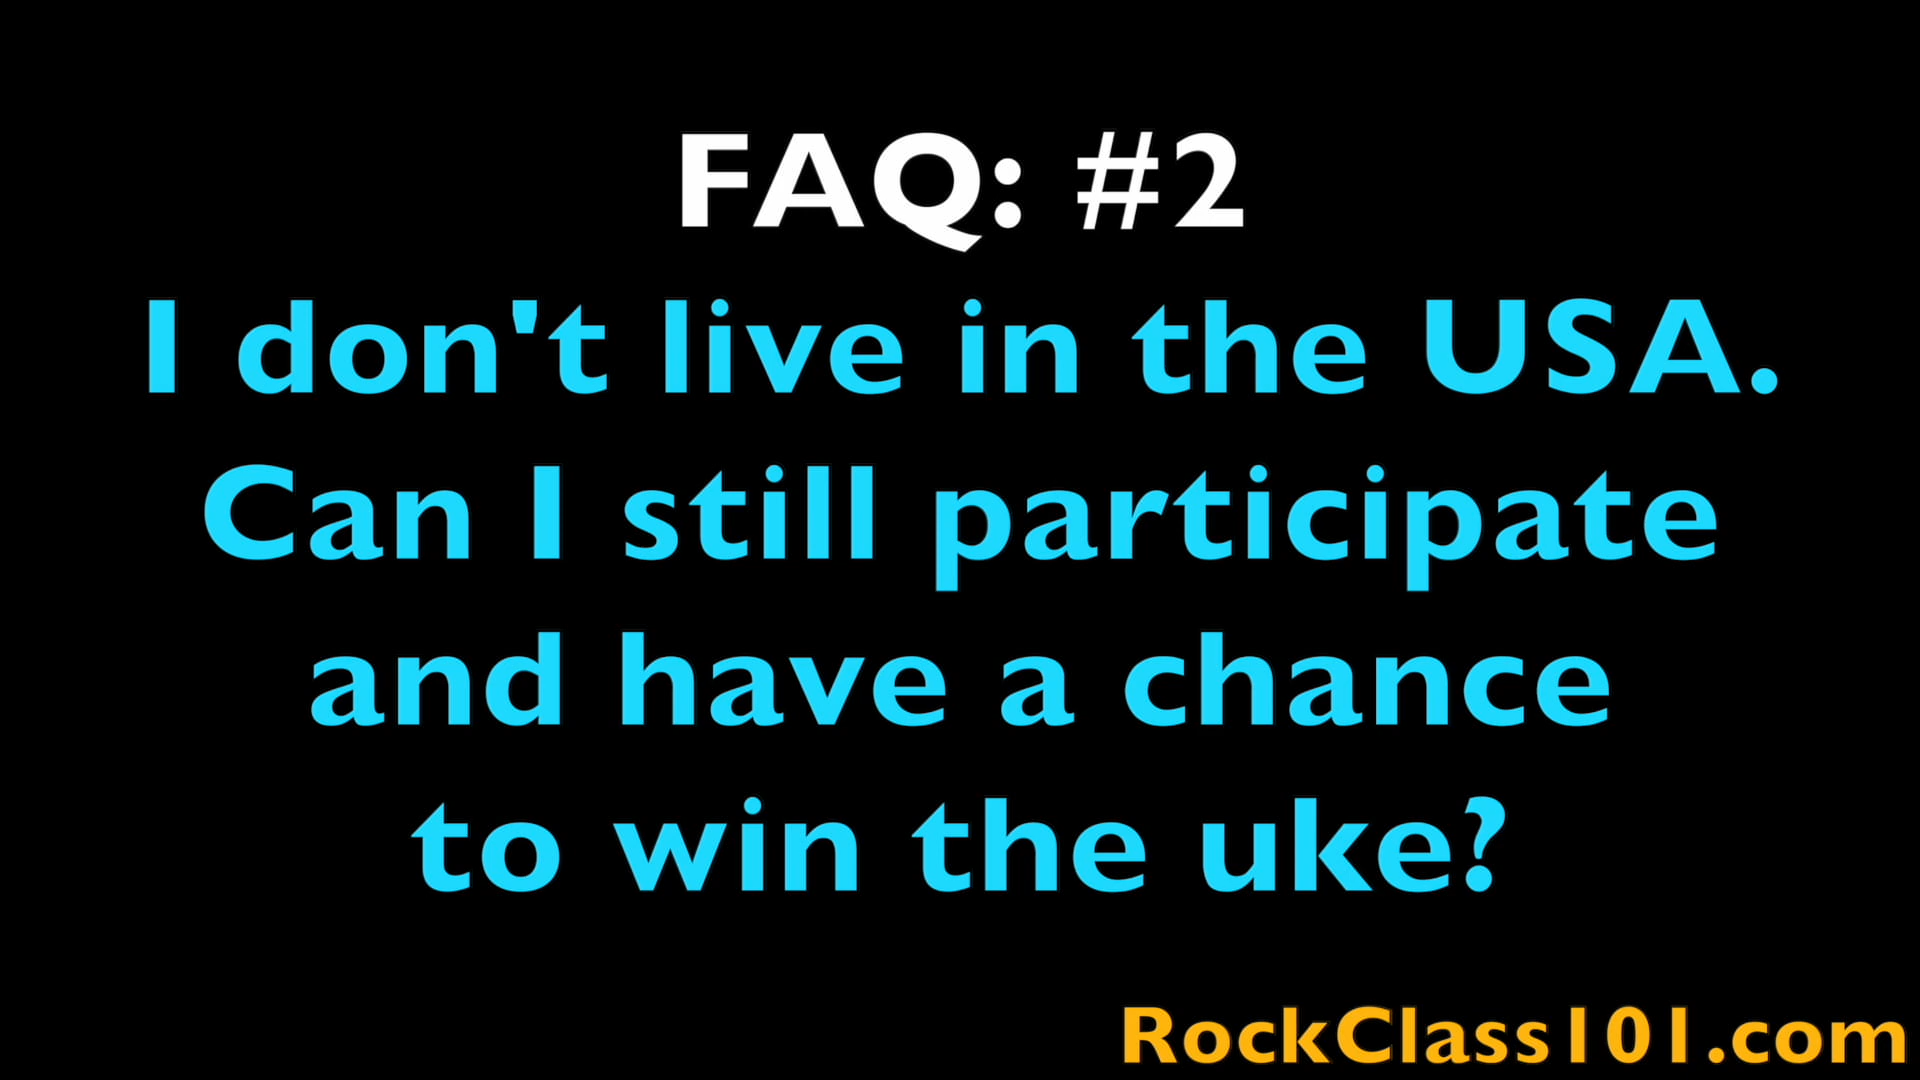 FAQ: #2
I don't live in the USA.
Can I still participate
and have a chance
to win the uke?
RockClass101.com